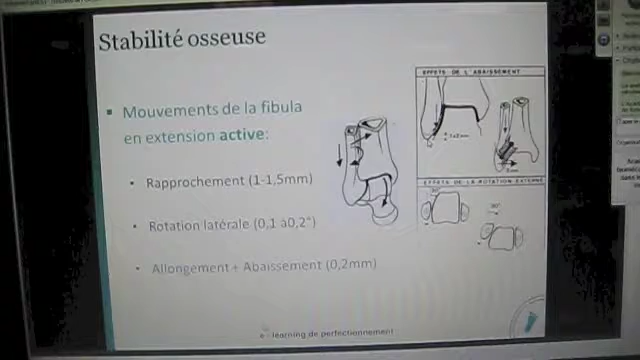 Stabilité osseuse
EFFETS DE L'ABAISSEMENT
Mouvements de la fibula
en extension active:
Rapprochement (1-1,5mm)
EFFETS DE LA ROTATION EXTERNE
Rotation latérale (0,1 à0,2°)
Allongement + Abaissement (0,2mm)
e - learning de perfectionnement